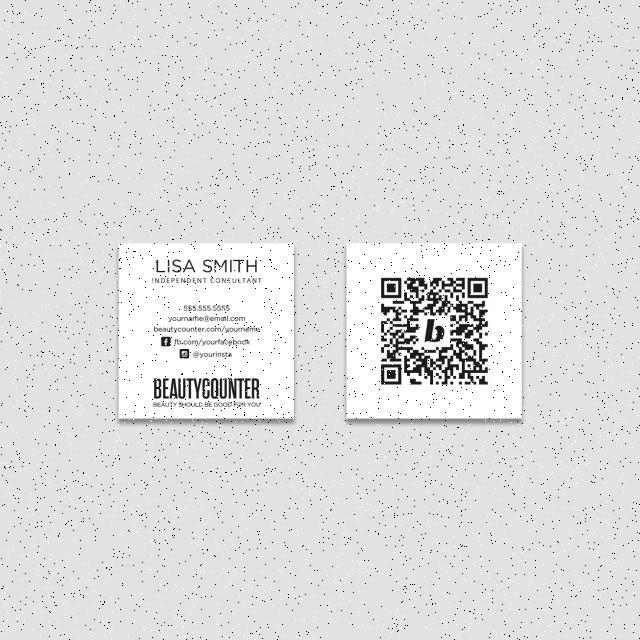 LISA SMITH
INDEPENDENT CONSULTANT
555.555.5555
yourname@email.com
beautycounter.com/yourname
fb.com/yourfacebook
@yourinsta
BEAUTYCOUNTER
BEAUTY SHOULD BE GOOD FOR YOU
b